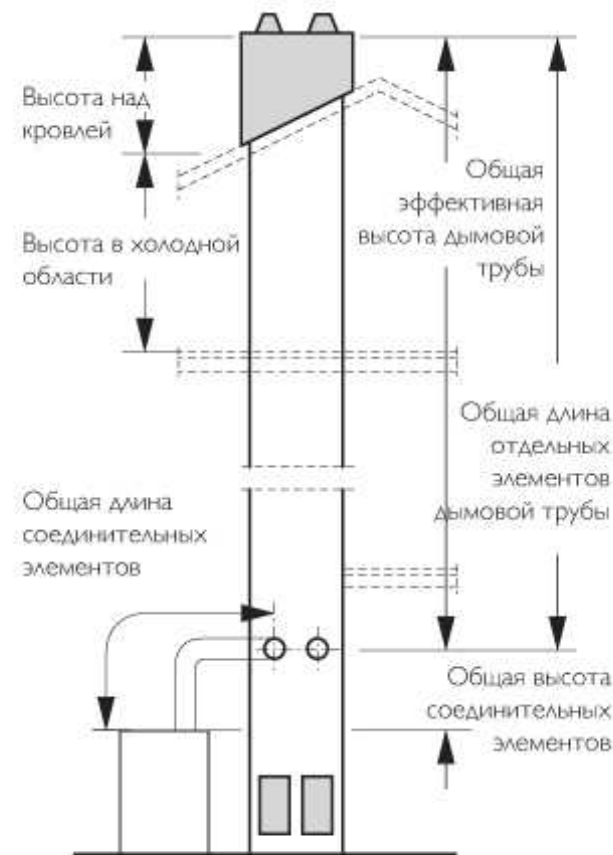 Высота над
кровлей
Общая
эффективная
высота дымовой
трубы
Высота в холодной
области
Общая длина
отдельных
элементов
дымовой трубы
Общая длина
соединительных
элементов
Общая высота
соединительных
элементов